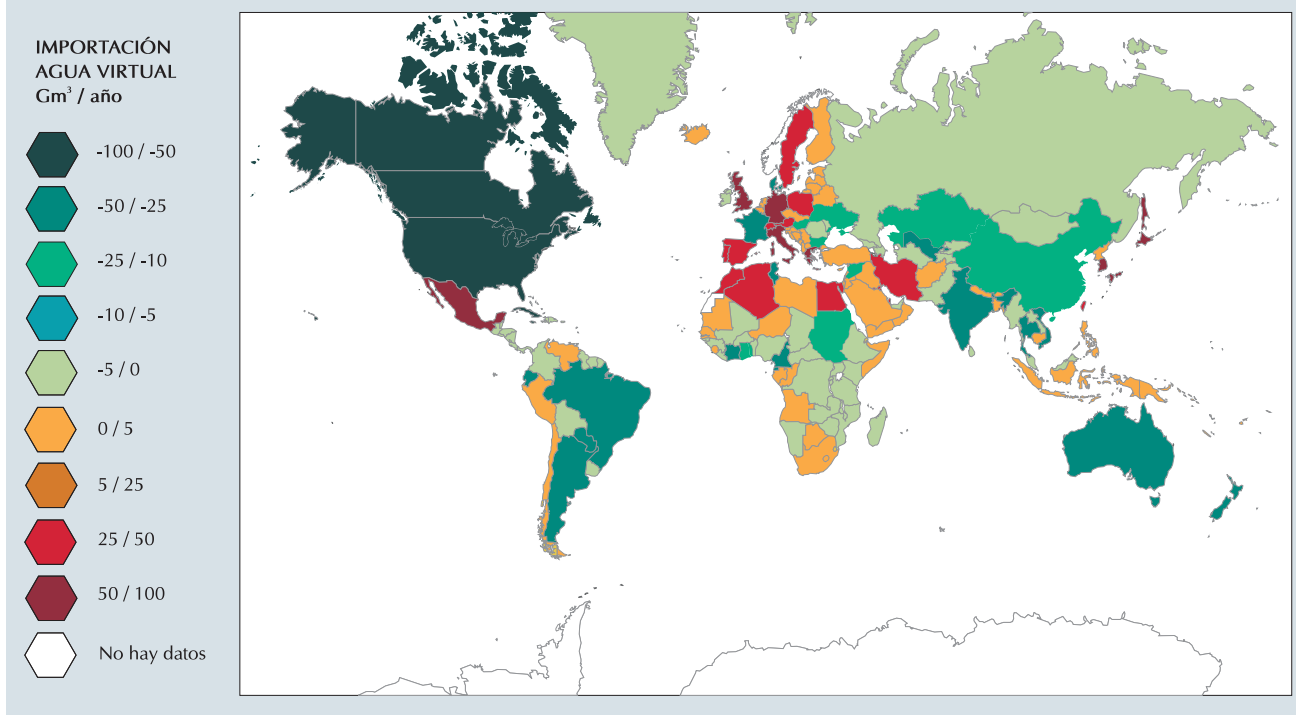 IMPORTACIÓN
AGUA VIRTUAL
Gm³ / año
-100 / -50
-50 / -25
-25 / -10
-10 / -5
-5 / 0
0 / 5
5 / 25
25 / 50
50 / 100
No hay datos